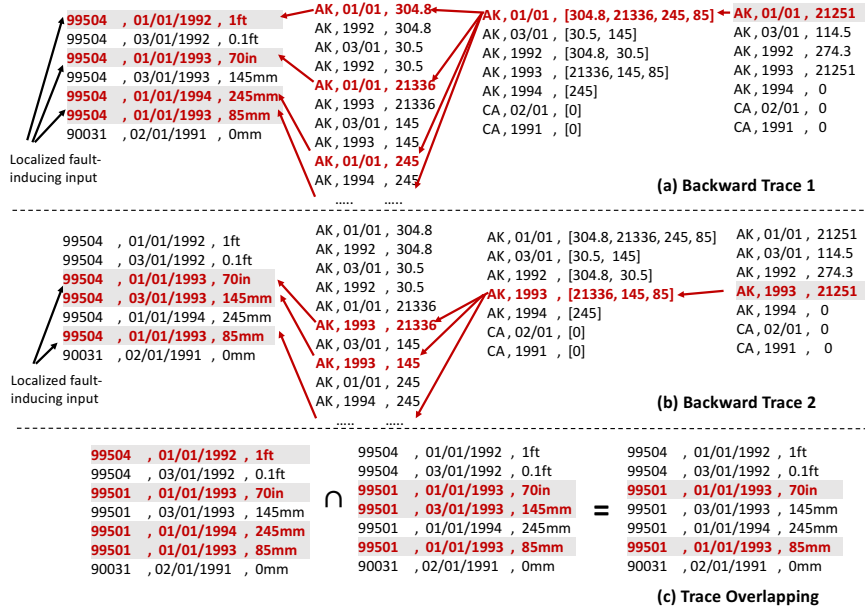 99504 , 01/01/1992 , 1ft
99504 , 03/01/1992 , 0.1ft
99504 , 01/01/1993 , 70in
99504 , 03/01/1993 , 145mm
99504 , 01/01/1994 , 245mm
99504 , 01/01/1993 , 85mm
90031 , 02/01/1991 , 0mm
Localized fault-
inducing input
AK , 01/01 , 304.8
AK , 1992 , 304.8
AK , 03/01 , 30.5
AK , 1992 , 30.5
AK , 01/01 , 21336
AK , 1993 , 21336
AK , 03/01 , 145
AK , 1993 , 145
AK , 01/01 , 245
AK , 1994 , 245
..... .....
AK , 01/01 , [304.8, 21336, 245, 85]
AK , 03/01 , [30.5, 145]
AK , 1992 , [304.8, 30.5]
AK , 1993 , [21336, 145, 85]
AK , 1994 , [245]
CA , 02/01 , [0]
CA , 1991 , [0]
AK , 01/01 , 21251
AK , 03/01 , 114.5
AK , 1992 , 274.3
AK , 1993 , 21251
AK , 1994 , 0
CA , 02/01 , 0
CA , 1991 , 0
(a) Backward Trace 1
99504 , 01/01/1992 , 1ft
99504 , 03/01/1992 , 0.1ft
99504 , 01/01/1993 , 70in
99504 , 03/01/1993 , 145mm
99504 , 01/01/1994 , 245mm
99504 , 01/01/1993 , 85mm
90031 , 02/01/1991 , 0mm
Localized fault-
inducing input
AK , 01/01 , 304.8
AK , 1992 , 304.8
AK , 03/01 , 30.5
AK , 1992 , 30.5
AK , 01/01 , 21336
AK , 1993 , 21336
AK , 03/01 , 145
AK , 1993 , 145
AK , 01/01 , 245
AK , 1994 , 245
..... .....
AK , 01/01 , [304.8, 21336, 245, 85]
AK , 03/01 , [30.5, 145]
AK , 1992 , [304.8, 30.5]
AK , 1993 , [21336, 145, 85]
AK , 1994 , [245]
CA , 02/01 , [0]
CA , 1991 , [0]
AK , 01/01 , 21251
AK , 03/01 , 114.5
AK , 1992 , 274.3
AK , 1993 , 21251
AK , 1994 , 0
CA , 02/01 , 0
CA , 1991 , 0
(b) Backward Trace 2
99504 , 01/01/1992 , 1ft
99504 , 03/01/1992 , 0.1ft
99501 , 01/01/1993 , 70in
99501 , 03/01/1993 , 145mm
99501 , 01/01/1994 , 245mm
99501 , 01/01/1993 , 85mm
90031 , 02/01/1991 , 0mm
∩
99504 , 01/01/1992 , 1ft
99504 , 03/01/1992 , 0.1ft
99501 , 01/01/1993 , 70in
99501 , 03/01/1993 , 145mm
99501 , 01/01/1994 , 245mm
99501 , 01/01/1993 , 85mm
90031 , 02/01/1991 , 0mm
=
99504 , 01/01/1992 , 1ft
99504 , 03/01/1992 , 0.1ft
99501 , 01/01/1993 , 70in
99501 , 03/01/1993 , 145mm
99501 , 01/01/1994 , 245mm
99501 , 01/01/1993 , 85mm
90031 , 02/01/1991 , 0mm
(c) Trace Overlapping